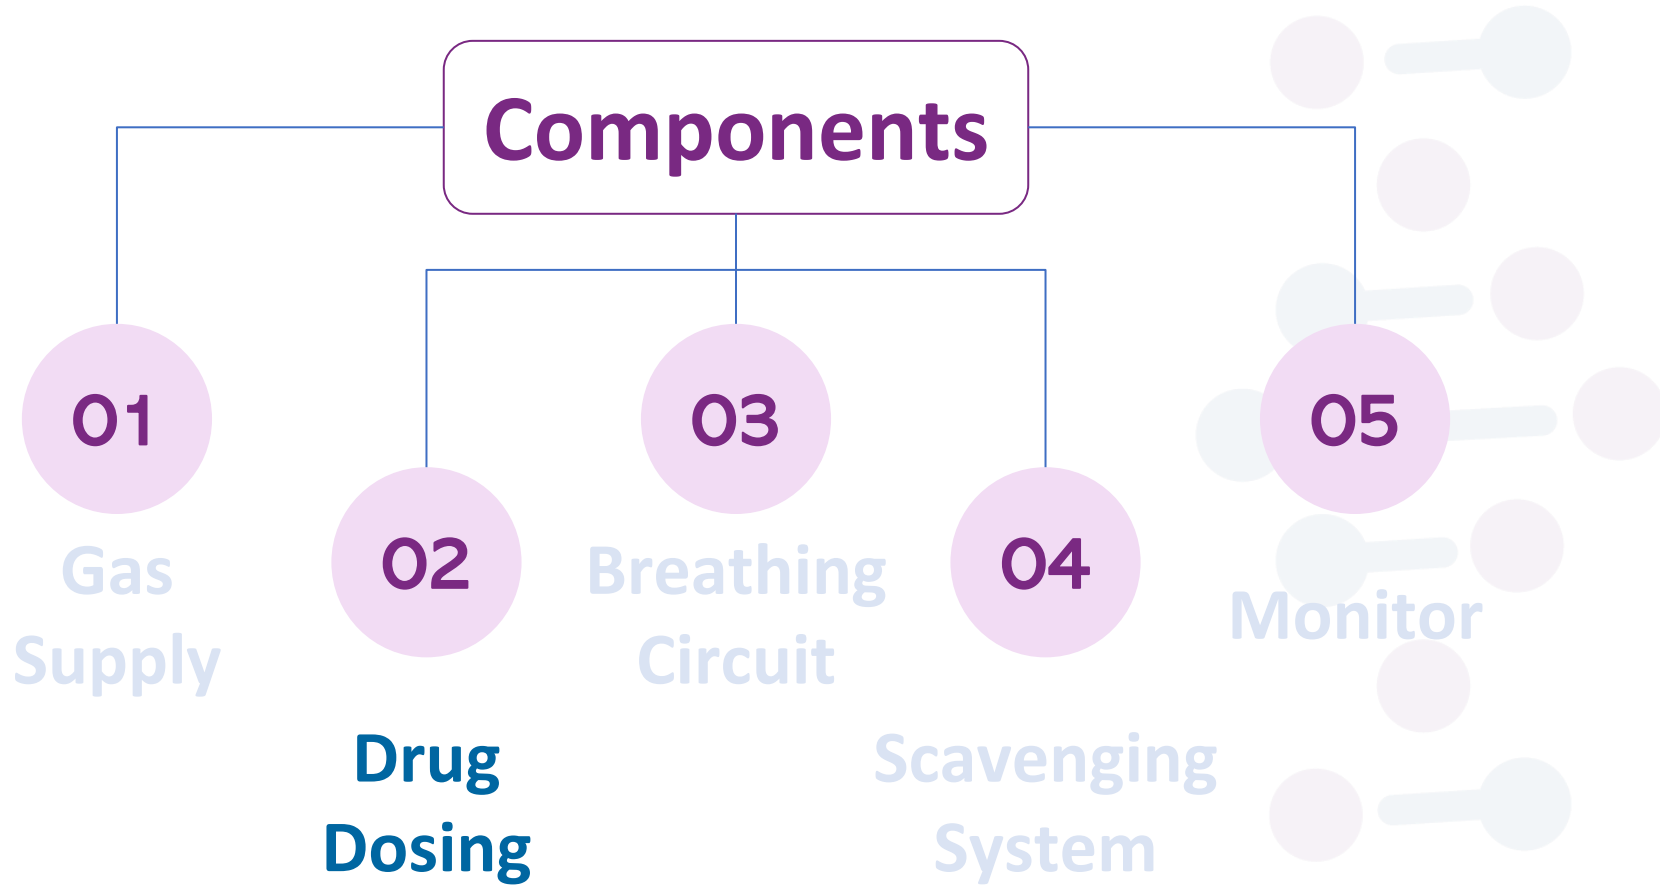 Components
01
Gas
Supply
02
Drug
Dosing
03
Breathing
Circuit
04
Scavenging
System
05
Monitor